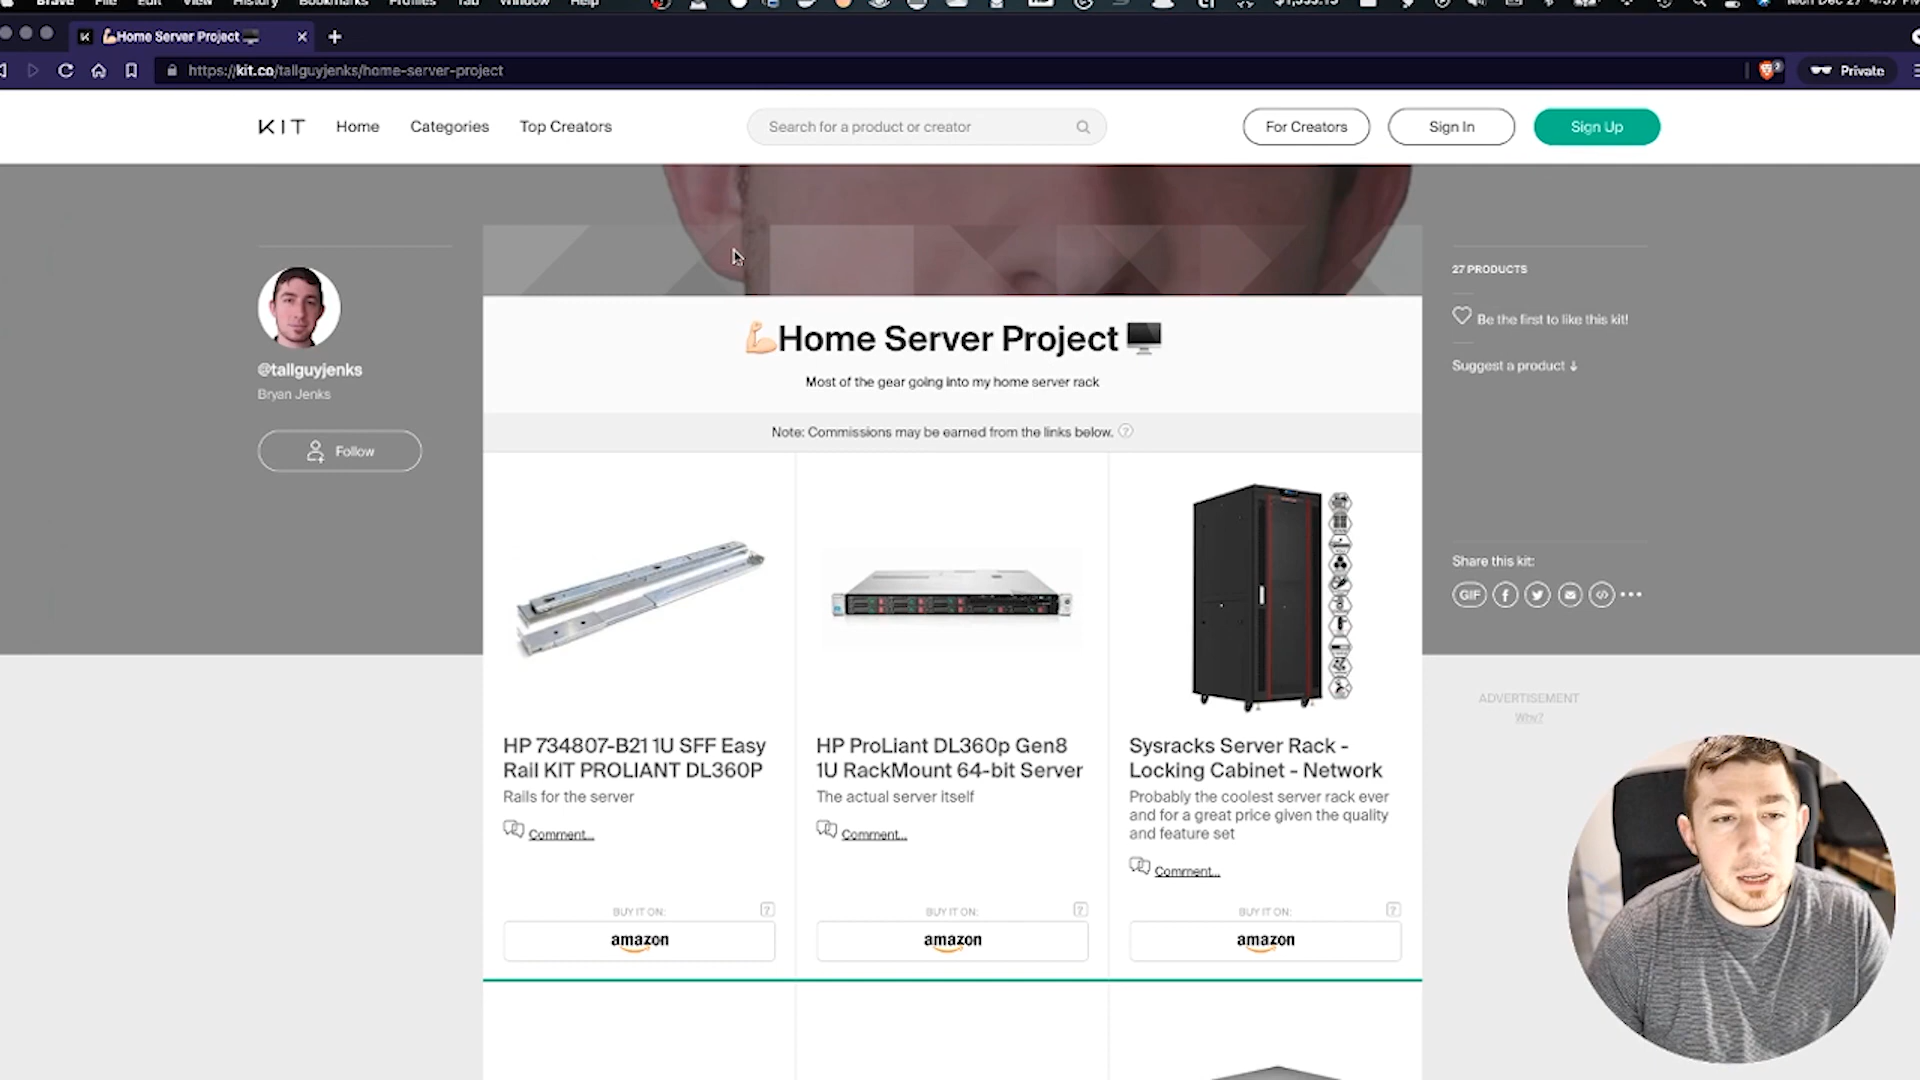 Brave File Edit View History Bookmarks Profiles Tab Window Help
Home Server Project
https://kit.co/tallguyjenks/home-server-project
Private
KIT Home Categories Top Creators
Search for a product or creator
For Creators Sign In Sign Up
@tallguyjenks
Bryan Jenks
Follow
Home Server Project
Most of the gear going into my home server rack
Note: Commissions may be earned from the links below. ?
27 PRODUCTS
Be the first to like this kit!
Suggest a product ↓
Share this kit:
GIF
HP 734807-B21 1U SFF Easy
Rail KIT PROLIANT DL360P
Rails for the server
Comment...
BUY IT ON: ?
amazon
HP ProLiant DL360p Gen8
1U RackMount 64-bit Server
The actual server itself
Comment...
BUY IT ON: ?
amazon
Sysracks Server Rack -
Locking Cabinet - Network
Probably the coolest server rack ever
and for a great price given the quality
and feature set
Comment...
BUY IT ON: ?
amazon
ADVERTISEMENT
Why?